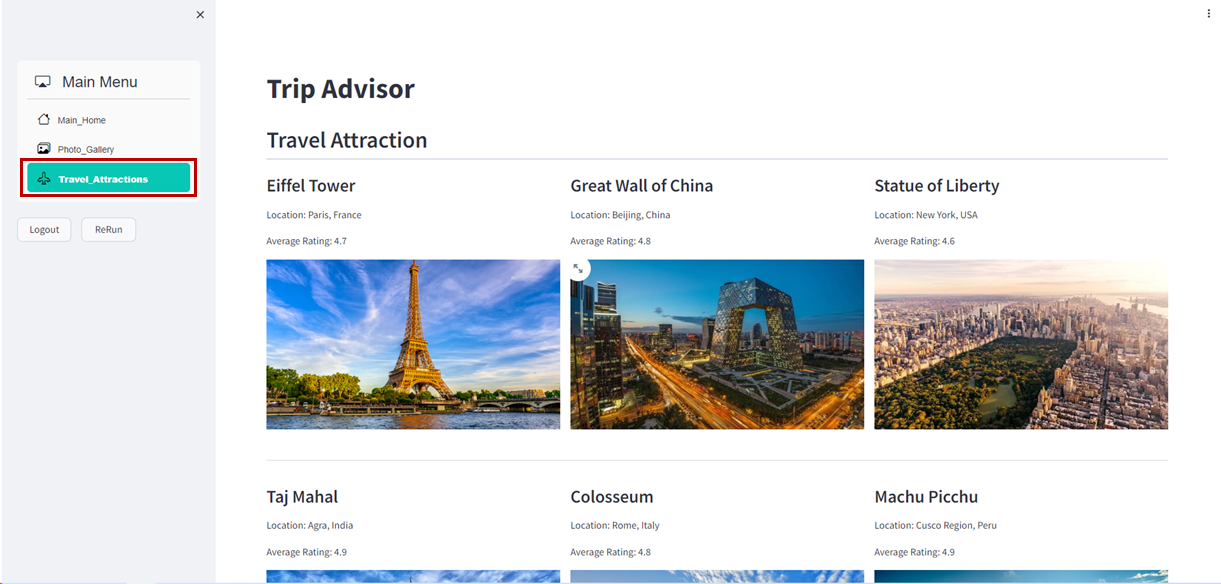 Main Menu
Main_Home
Photo_Gallery
Travel_Attractions
Logout
ReRun
Trip Advisor
Travel Attraction
Eiffel Tower
Location: Paris, France
Average Rating: 4.7
Great Wall of China
Location: Beijing, China
Average Rating: 4.8
Statue of Liberty
Location: New York, USA
Average Rating: 4.6
Taj Mahal
Location: Agra, India
Average Rating: 4.9
Colosseum
Location: Rome, Italy
Average Rating: 4.8
Machu Picchu
Location: Cusco Region, Peru
Average Rating: 4.9